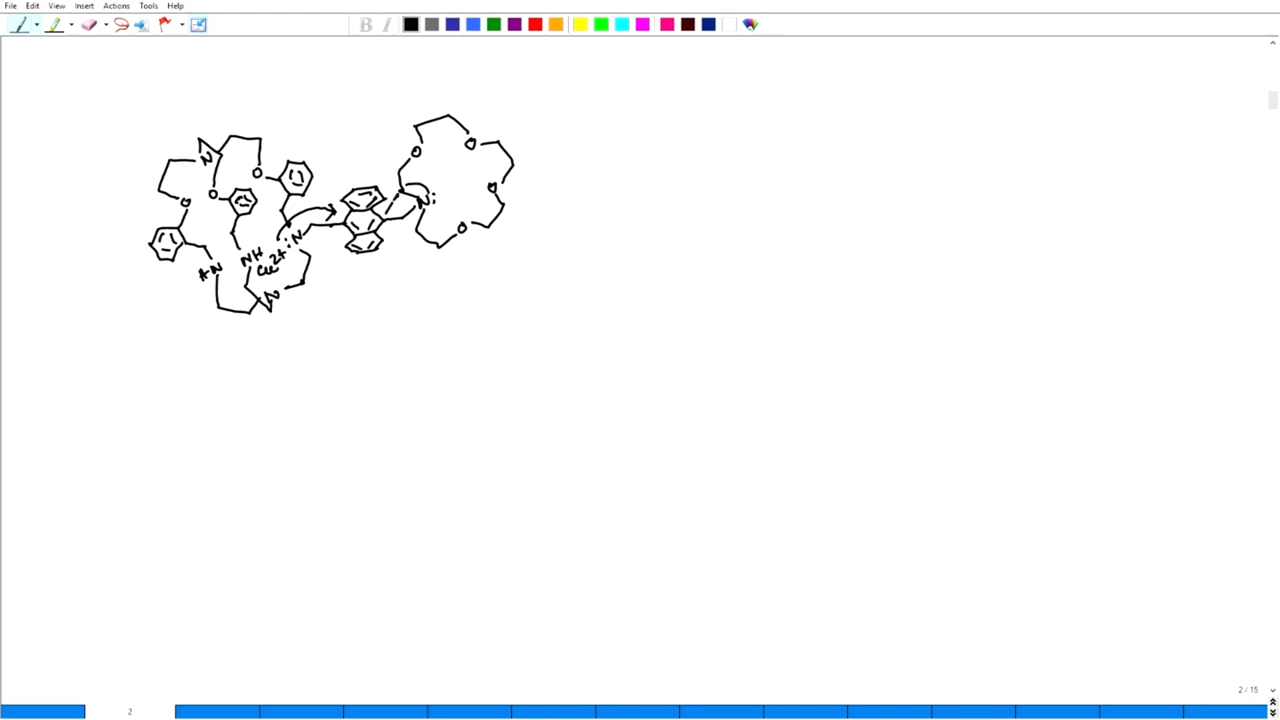 File Edit View Insert Actions Tools Help
B I
O
O
N
O
O
O
O
N:
O
:N
NH
Cu2+
HN
N
2 / 15
2